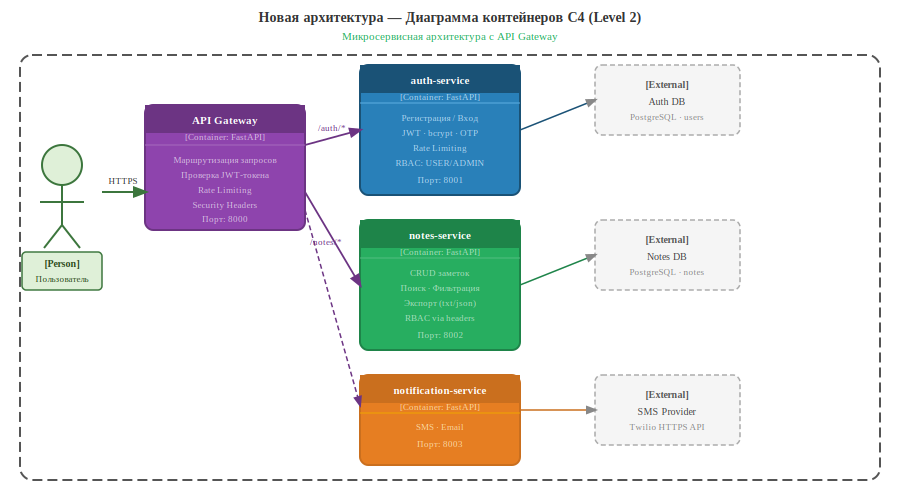 Новая архитектура — Диаграмма контейнеров C4 (Level 2)
Микросервисная архитектура с API Gateway
[Person]
Пользователь
HTTPS
API Gateway
[Container: FastAPI]
Маршрутизация запросов
Проверка JWT-токена
Rate Limiting
Security Headers
Порт: 8000
/auth/*
/notes/*
auth-service
[Container: FastAPI]
Регистрация / Вход
JWT · bcrypt · OTP
Rate Limiting
RBAC: USER/ADMIN
Порт: 8001
[External]
Auth DB
PostgreSQL · users
notes-service
[Container: FastAPI]
CRUD заметок
Поиск · Фильтрация
Экспорт (txt/json)
RBAC via headers
Порт: 8002
[External]
Notes DB
PostgreSQL · notes
notification-service
[Container: FastAPI]
SMS · Email
Порт: 8003
[External]
SMS Provider
Twilio HTTPS API